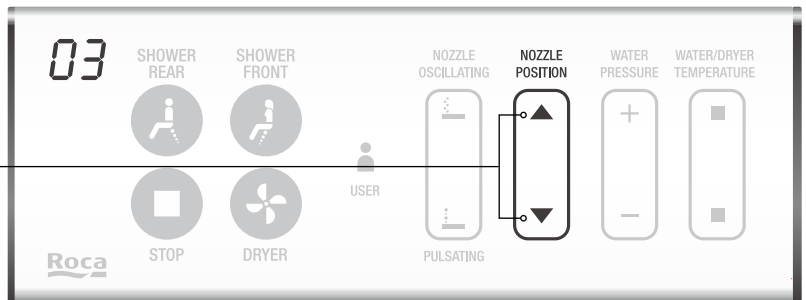 03
SHOWER
REAR
SHOWER
FRONT
STOP
DRYER
USER
NOZZLE
OSCILLATING
PULSATING
NOZZLE
POSITION
WATER
PRESSURE
WATER/DRYER
TEMPERATURE
Roca